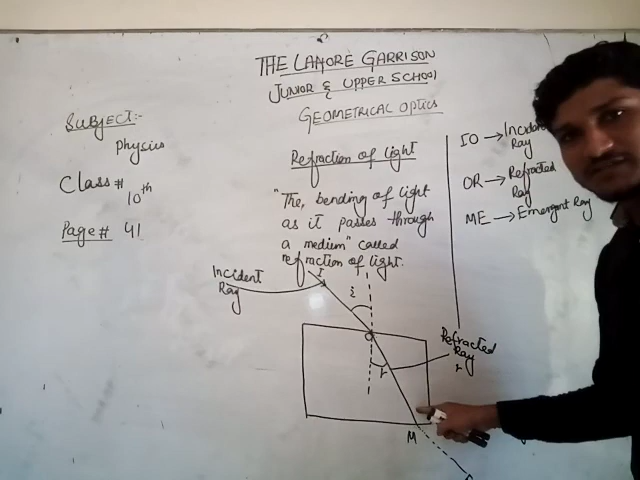 THE LAHORE GARRISON
JUNIOR & UPPER SCHOOL
GEOMETRICAL OPTICS
SUBJECT:-
Physics
Class#
10th
Page# 41
Refraction of light
"The, bending of light
as it passes through
a medium" called
refraction of light.
IO → Incident
Ray
OR → Refracted
Ray
ME → Emergent Ray
Incident
Ray
I
i
O
r
Refracted
Ray
M